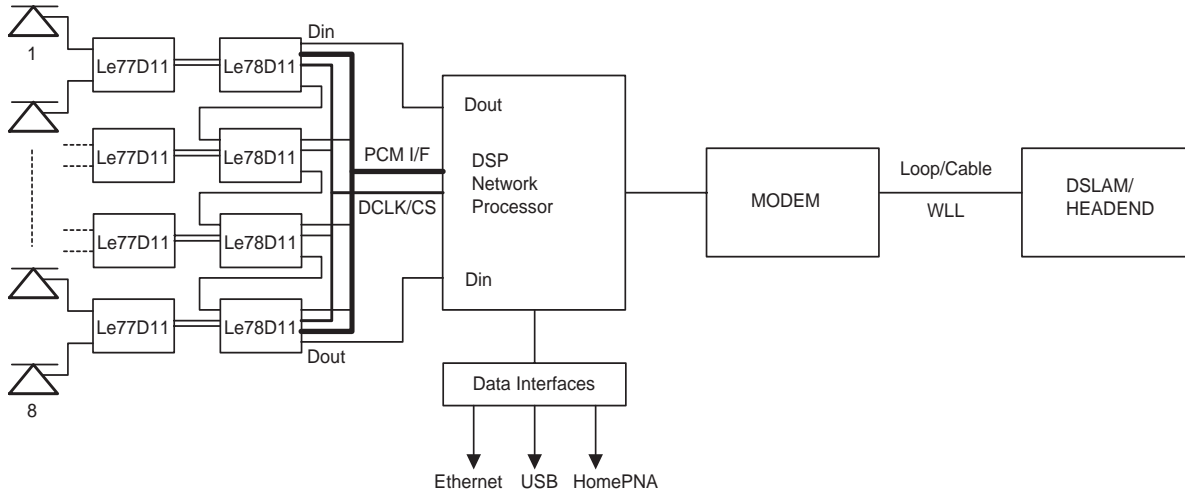 1
Le77D11
Le78D11
Din
Le77D11
Le78D11
Le77D11
Le78D11
Le77D11
Le78D11
Dout
8
PCM I/F
DCLK/CS
Dout
DSP
Network
Processor
Din
MODEM
Loop/Cable
WLL
DSLAM/
HEADEND
Data Interfaces
Ethernet
USB
HomePNA